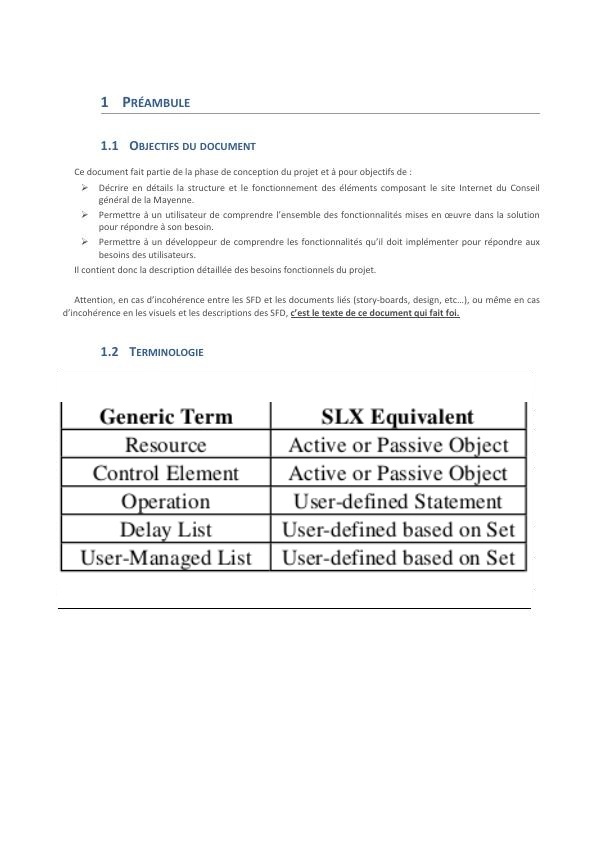 1 PRÉAMBULE
1.1 OBJECTIFS DU DOCUMENT
Ce document fait partie de la phase de conception du projet et à pour objectifs de :
➢ Décrire en détails la structure et le fonctionnement des éléments composant le site Internet du Conseil
général de la Mayenne.
➢ Permettre à un utilisateur de comprendre l’ensemble des fonctionnalités mises en œuvre dans la solution
pour répondre à son besoin.
➢ Permettre à un développeur de comprendre les fonctionnalités qu’il doit implémenter pour répondre aux
besoins des utilisateurs.
Il contient donc la description détaillée des besoins fonctionnels du projet.
Attention, en cas d’incohérence entre les SFD et les documents liés (story-boards, design, etc…), ou même en cas
d’incohérence en les visuels et les descriptions des SFD, c’est le texte de ce document qui fait foi.
1.2 TERMINOLOGIE
Generic Term SLX Equivalent
Resource Active or Passive Object
Control Element Active or Passive Object
Operation User-defined Statement
Delay List User-defined based on Set
User-Managed List User-defined based on Set